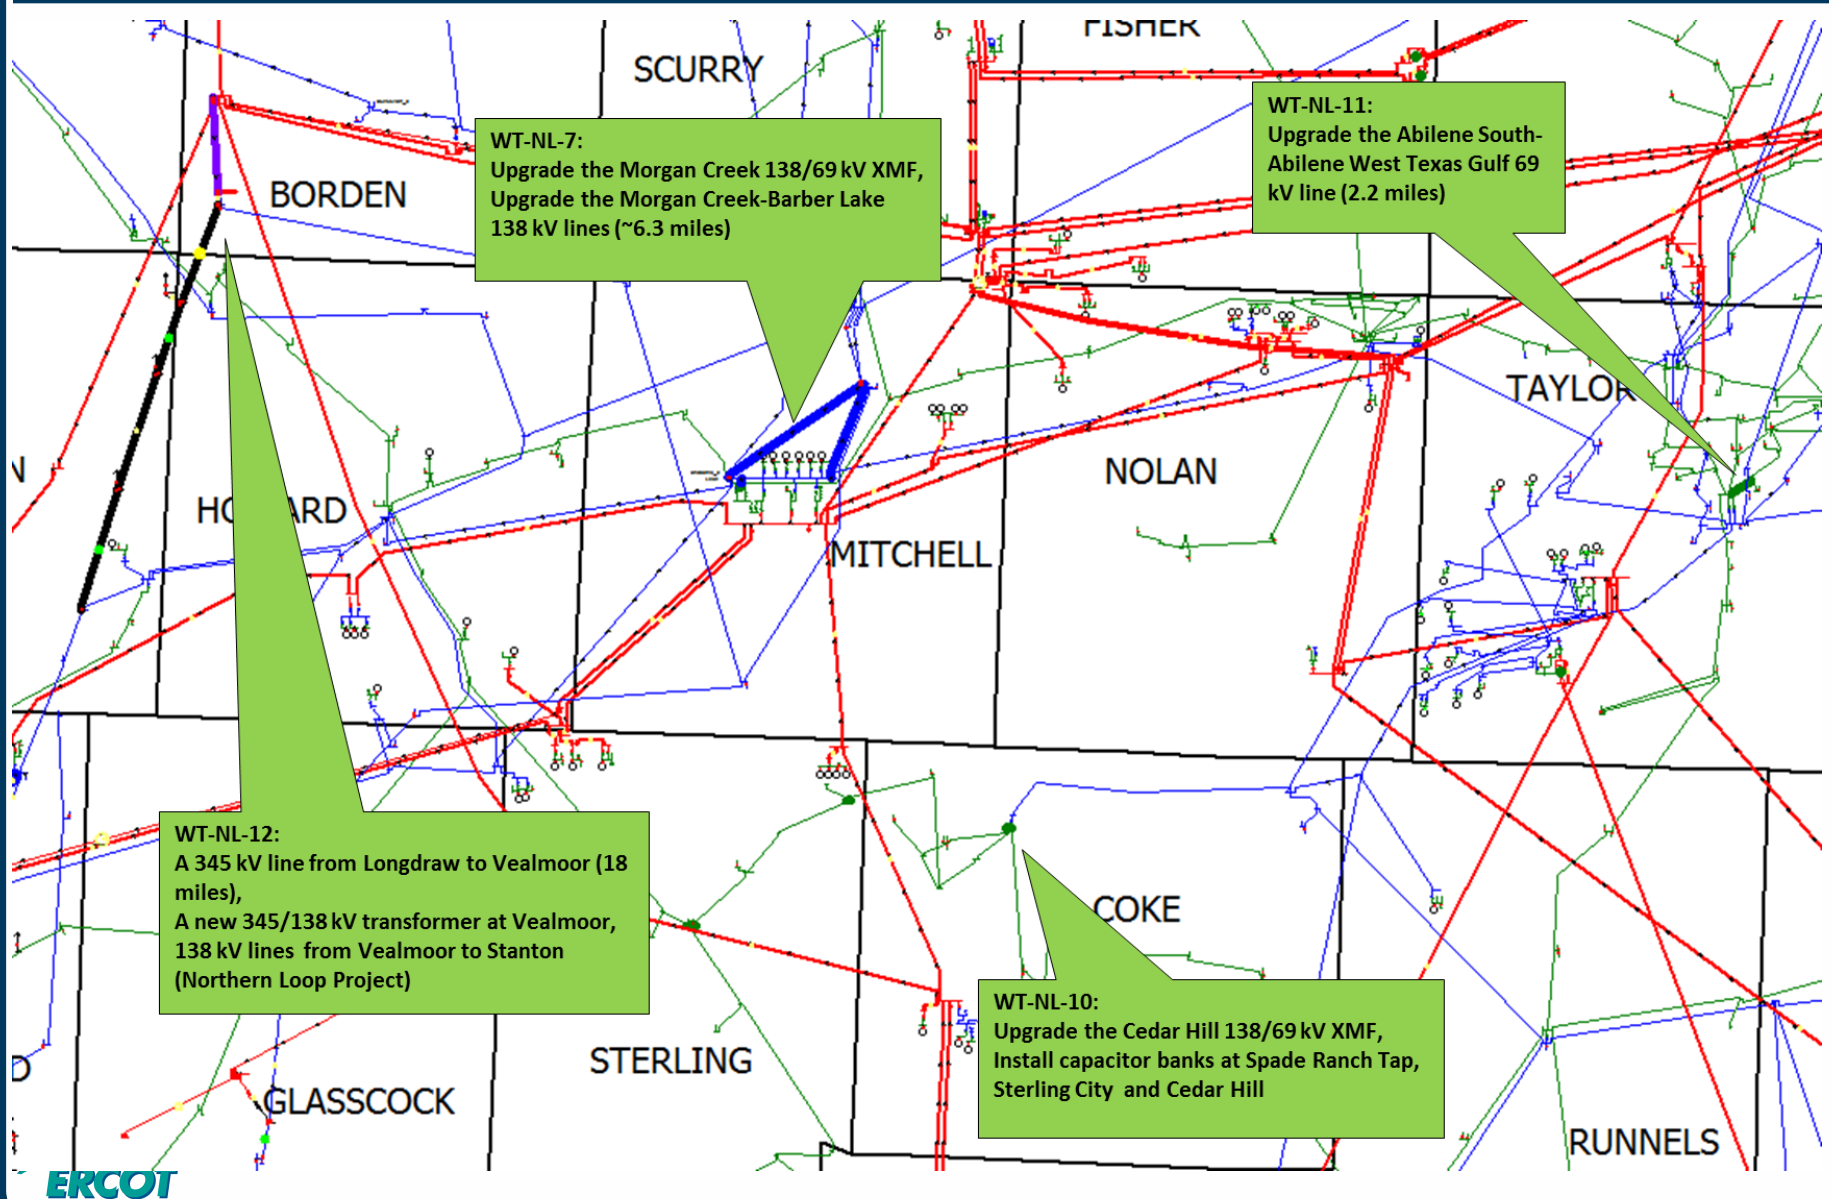 FISHER
SCURRY
WT-NL-11:
Upgrade the Abilene South-
Abilene West Texas Gulf 69
kV line (2.2 miles)
WT-NL-7:
Upgrade the Morgan Creek 138/69 kV XMF,
Upgrade the Morgan Creek-Barber Lake
138 kV lines (~6.3 miles)
BORDEN
TAYLOR
NOLAN
N
MITCHELL
WT-NL-12:
A 345 kV line from Longdraw to Vealmoor (18
miles),
A new 345/138 kV transformer at Vealmoor,
138 kV lines from Vealmoor to Stanton
(Northern Loop Project)
COKE
WT-NL-10:
Upgrade the Cedar Hill 138/69 kV XMF,
Install capacitor banks at Spade Ranch Tap,
Sterling City and Cedar Hill
STERLING
D
GLASSCOCK
RUNNELS
ERCOT